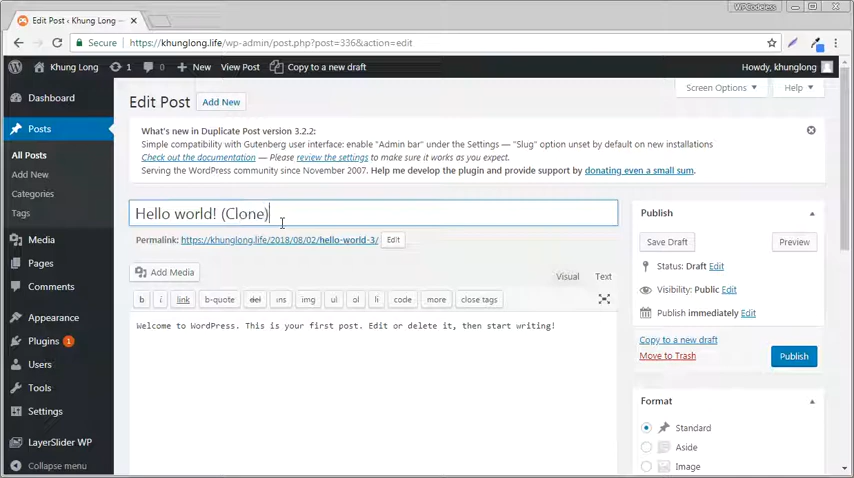 WPCodeless
Edit Post ‹ Khung Long —
Secure https://khunglong.life/wp-admin/post.php?post=336&action=edit
Khung Long 1 0 New View Post Copy to a new draft Howdy, khunglong
Dashboard
Posts
All Posts
Add New
Categories
Tags
Media
Pages
Comments
Appearance
Plugins 1
Users
Tools
Settings
LayerSlider WP
Collapse menu
Screen Options Help
Edit Post Add New
What's new in Duplicate Post version 3.2.2:
Simple compatibility with Gutenberg user interface: enable "Admin bar" under the Settings — "Slug" option unset by default on new installations
Check out the documentation — Please review the settings to make sure it works as you expect.
Serving the WordPress community since November 2007. Help me develop the plugin and provide support by donating even a small sum.
Hello world! (Clone)
Permalink: https://khunglong.life/2018/08/02/hello-world-3/ Edit
Add Media
Visual Text
b i link b-quote del ins img ul ol li code more close tags
Welcome to WordPress. This is your first post. Edit or delete it, then start writing!
Publish
Save Draft Preview
Status: Draft Edit
Visibility: Public Edit
Publish immediately Edit
Copy to a new draft
Move to Trash
Publish
Format
Standard
Aside
Image